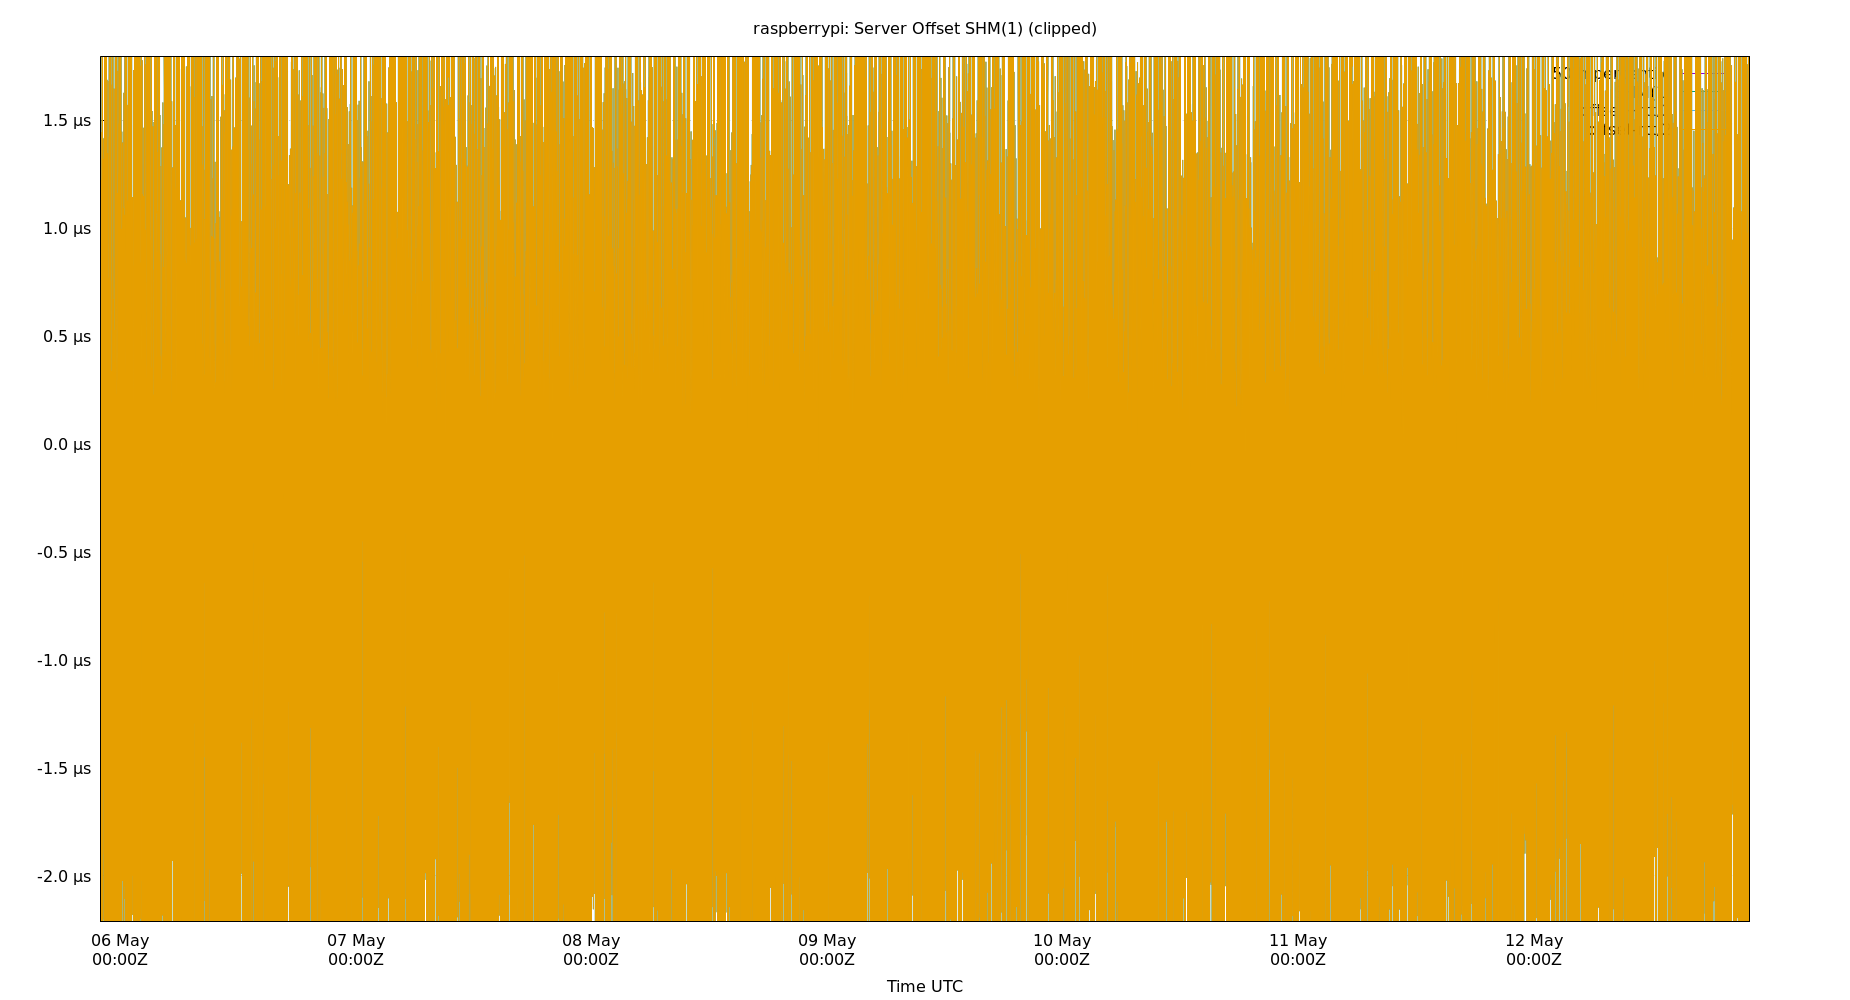 raspberrypi: Server Offset SHM(1) (clipped)
1.5 µs
1.0 µs
0.5 µs
0.0 µs
-0.5 µs
-1.0 µs
-1.5 µs
-2.0 µs
06 May 07 May 08 May 09 May 10 May 11 May 12 May
00:00Z 00:00Z 00:00Z 00:00Z 00:00Z 00:00Z 00:00Z
Time UTC